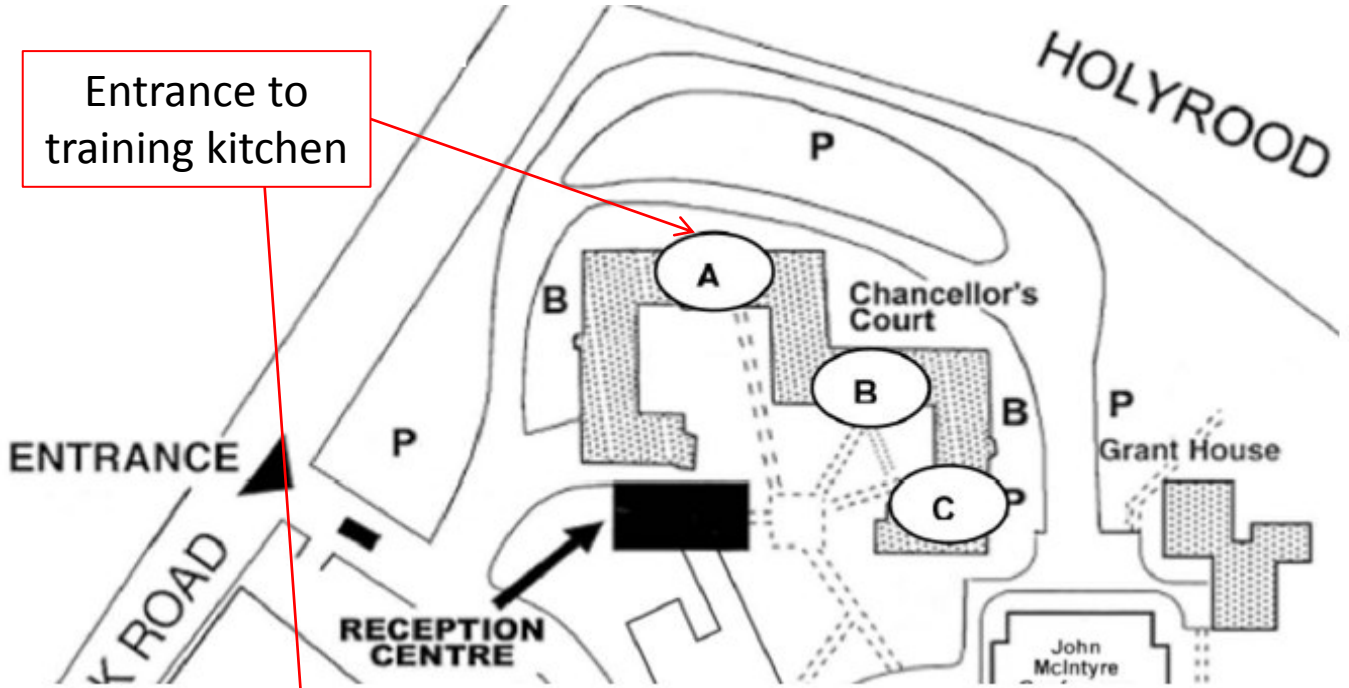 Entrance to
training kitchen
HOLYROOD
P
A
B
Chancellor's
Court
B
B
P
P
Grant House
ENTRANCE
C
P
K ROAD
RECEPTION
CENTRE
John
McIntyre